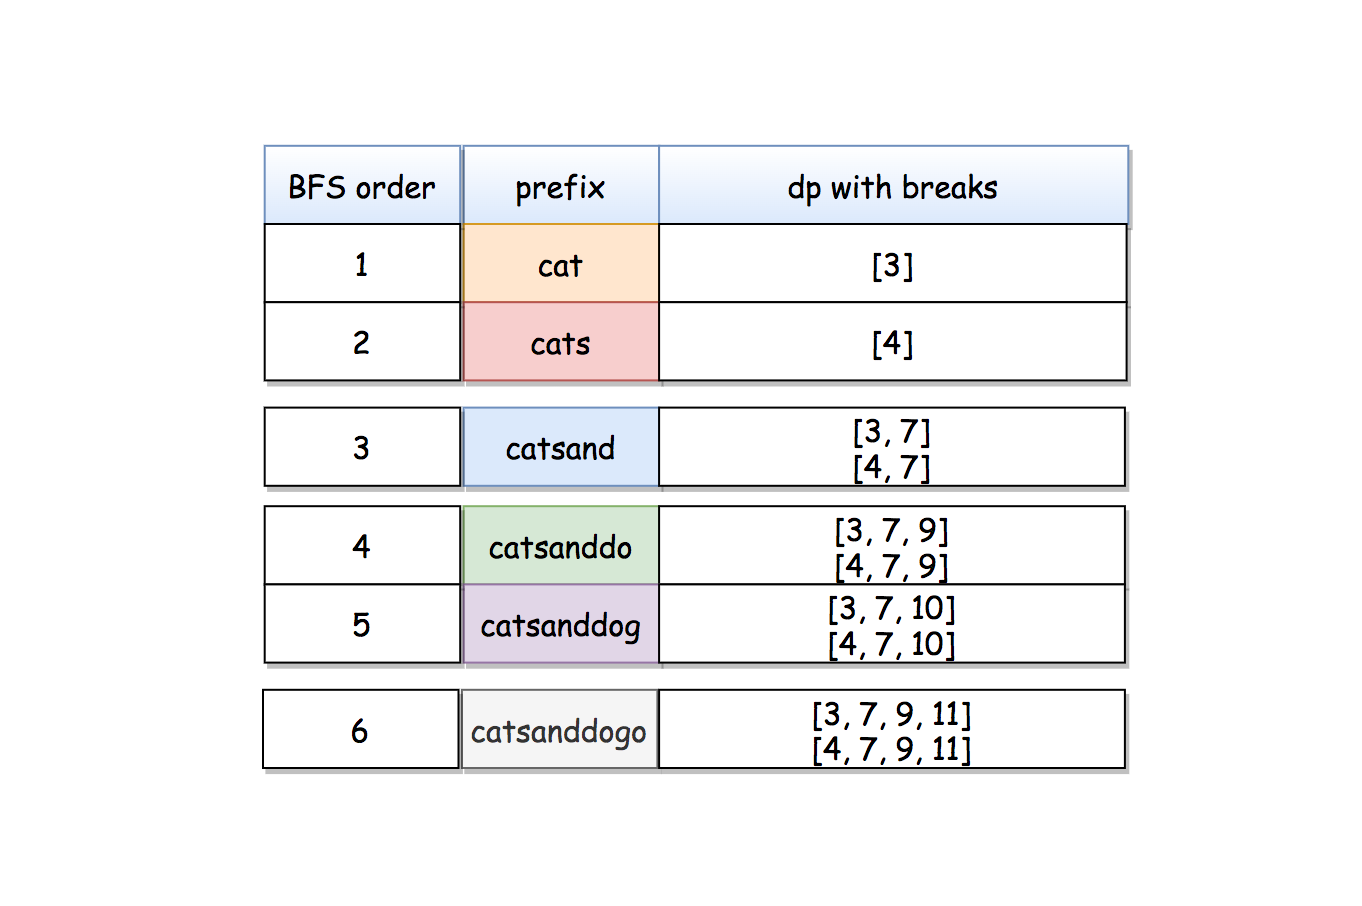 BFS order prefix dp with breaks
1 cat [3]
2 cats [4]
3 catsand [3, 7]
[4, 7]
4 catsanddo [3, 7, 9]
[4, 7, 9]
5 catsanddog [3, 7, 10]
[4, 7, 10]
6 catsanddogo [3, 7, 9, 11]
[4, 7, 9, 11]